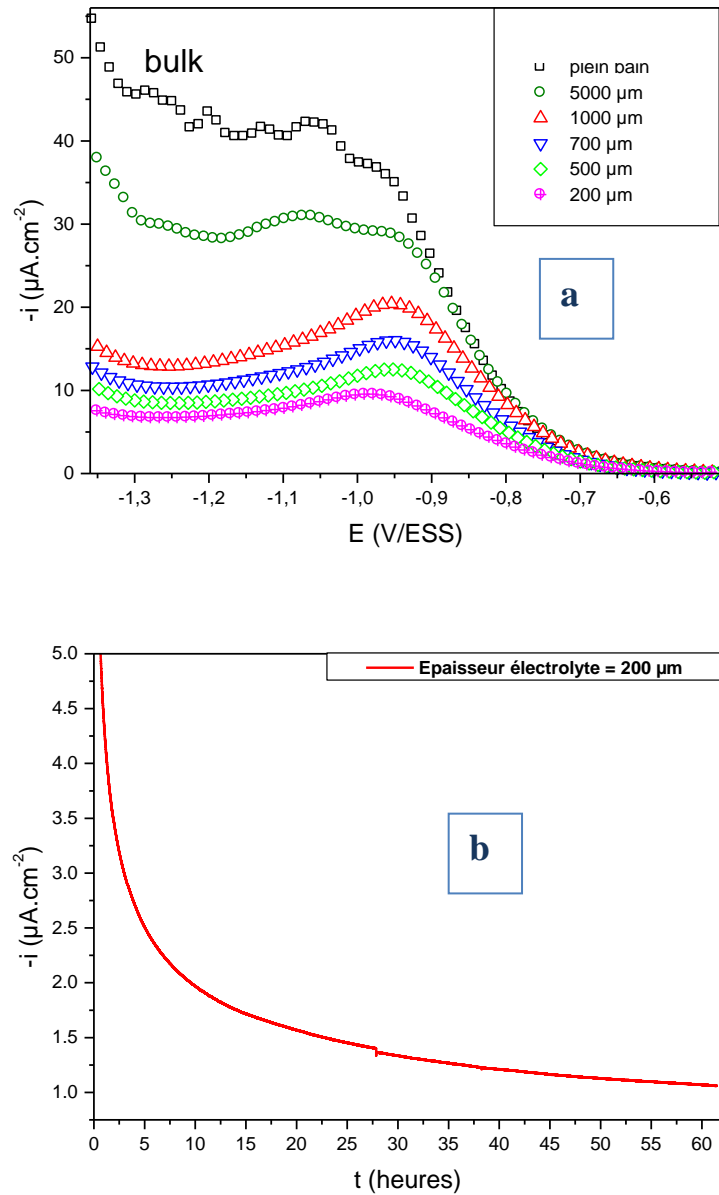 50
40
30
20
10
0
-i (µA.cm-2)
bulk
plein bain
5000 µm
1000 µm
700 µm
500 µm
200 µm
a
-1,3 -1,2 -1,1 -1,0 -0,9 -0,8 -0,7 -0,6
E (V/ESS)
5.0
4.5
4.0
3.5
3.0
2.5
2.0
1.5
1.0
-i (µA.cm-2)
Epaisseur électrolyte = 200 µm
b
0 5 10 15 20 25 30 35 40 45 50 55 60
t (heures)